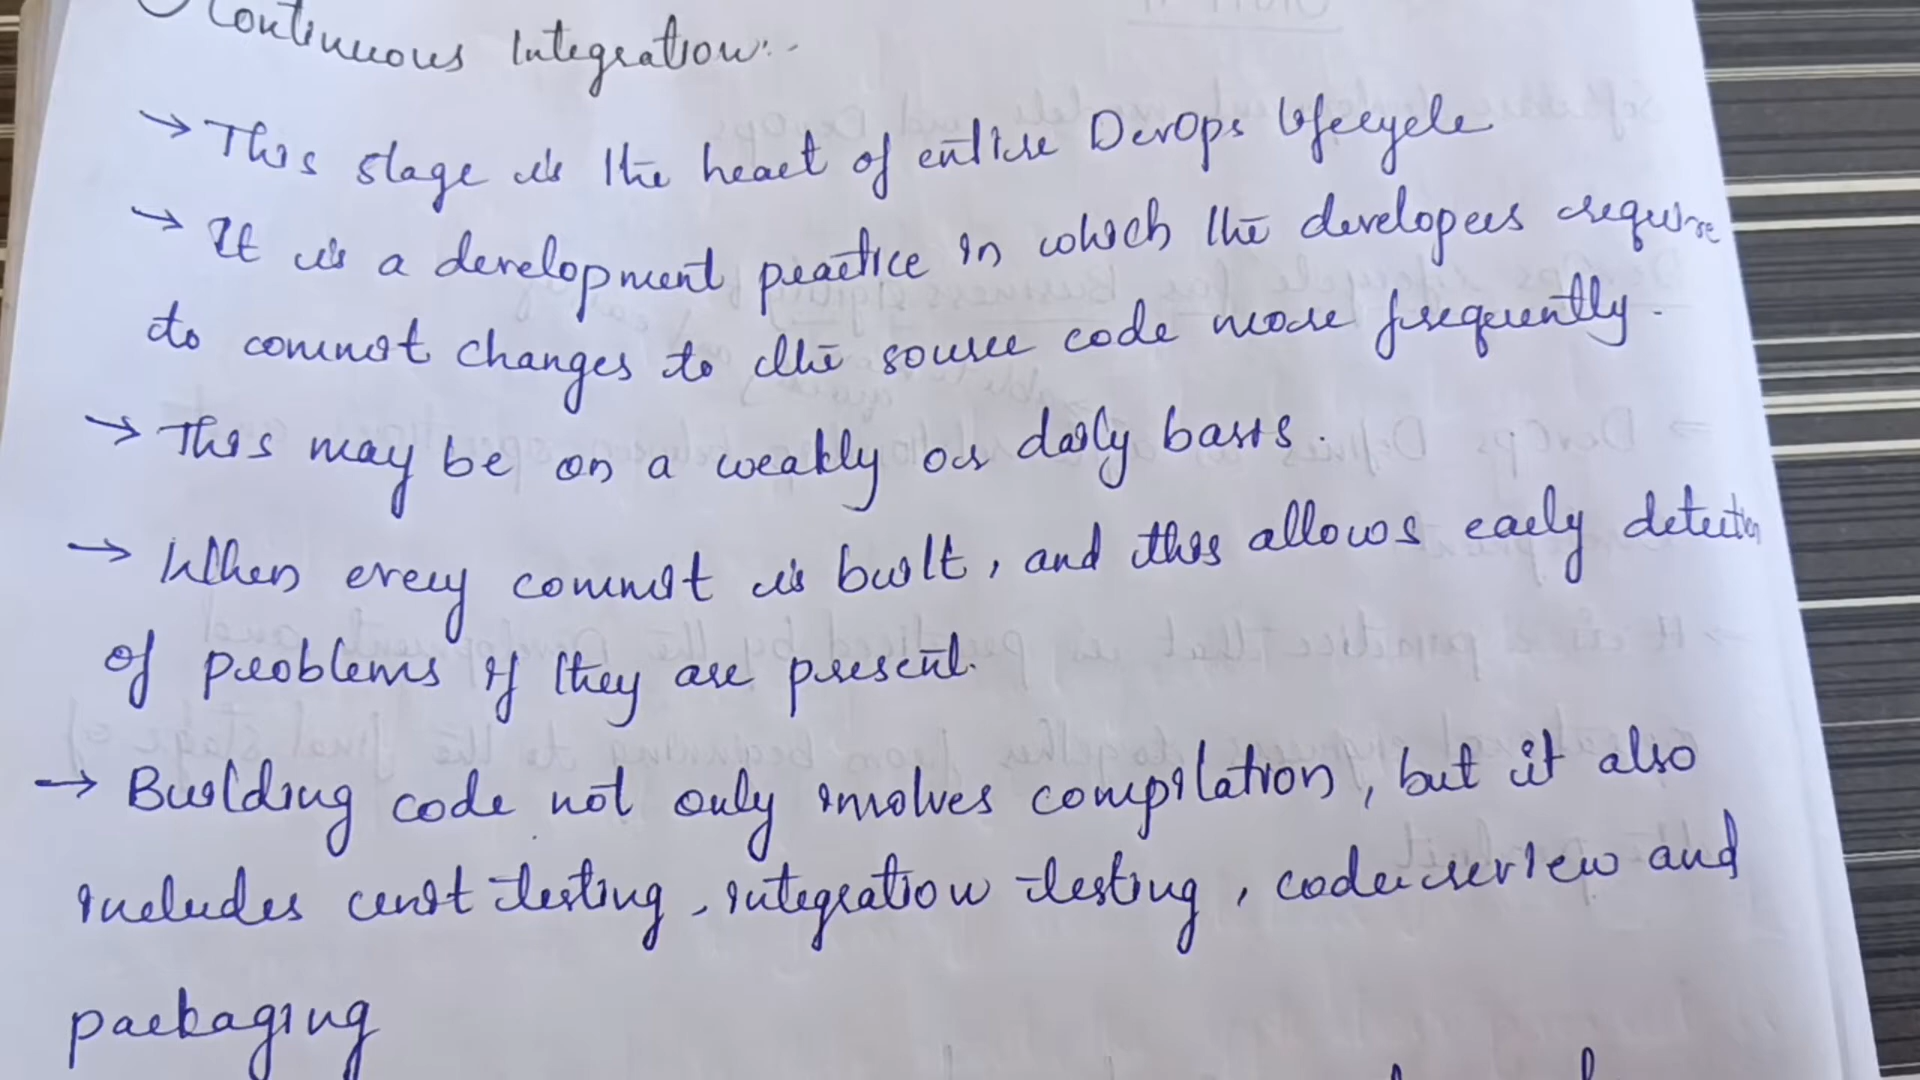 Continuous Integration:-
→ This stage is the heart of entire DevOps lifecycle
→ It is a development practice in which the developers require
to commit changes to the source code more frequently.
→ This may be on a weakly or daily basis.
→ When every commit is built, and this allows early detection
of problems if they are present.
→ Building code not only involves compilation, but it also
includes unit testing, integration testing, code review and
packaging